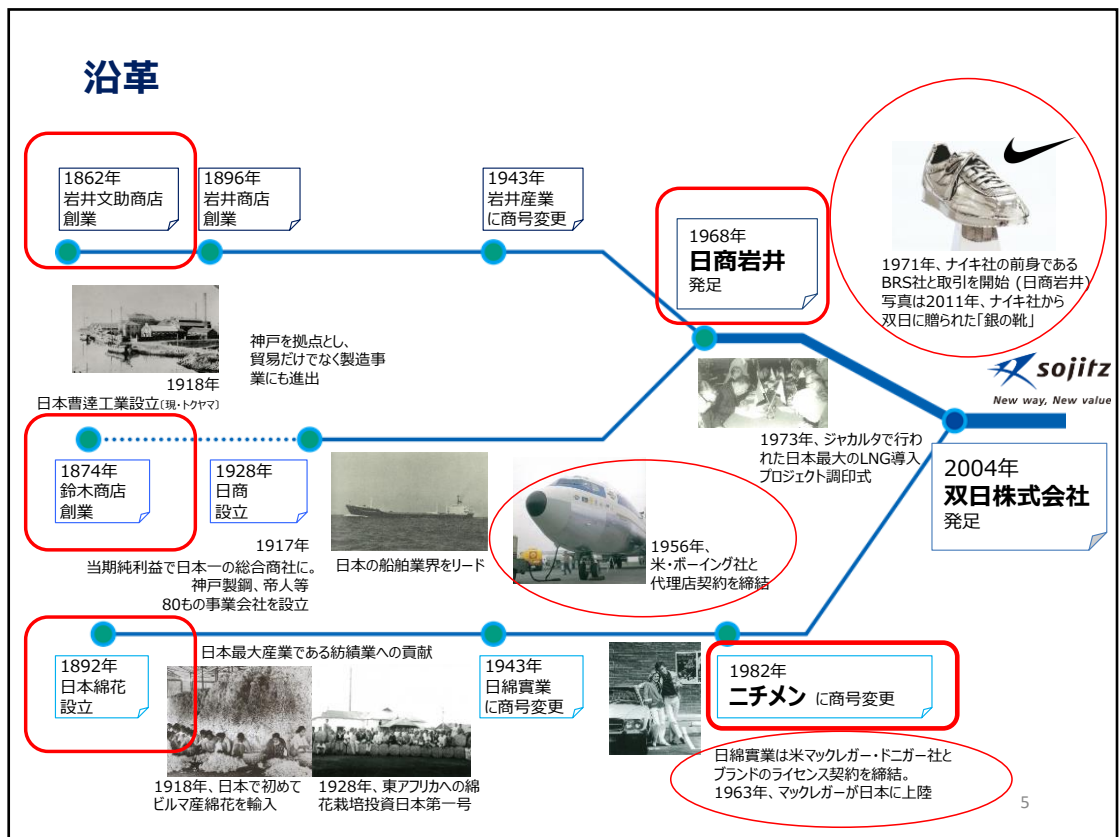 沿革
1862年
岩井文助商店
創業
1896年
岩井商店
創業
1943年
岩井産業
に商号変更
1968年
日商岩井
発足
1971年、ナイキ社の前身である
BRS社と取引を開始 (日商岩井)
写真は2011年、ナイキ社から
双日に贈られた「銀の靴」
神戸を拠点とし、
貿易だけでなく製造事
業にも進出
1918年
日本曹達工業設立〔現・トクヤマ〕
sojitz
New way, New value
1973年、ジャカルタで行わ
れた日本最大のLNG導入
プロジェクト調印式
2004年
双日株式会社
発足
1874年
鈴木商店
創業
1928年
日商
設立
1917年
当期純利益で日本一の総合商社に。
神戸製鋼、帝人等
80もの事業会社を設立
日本の船舶業界をリード
1956年、
米・ボーイング社と
代理店契約を締結
1892年
日本綿花
設立
日本最大産業である紡績業への貢献
1918年、日本で初めて
ビルマ産綿花を輸入
1928年、東アフリカへの綿
花栽培投資日本第一号
1943年
日綿實業
に商号変更
1982年
ニチメン に商号変更
日綿實業は米マックレガー・ドニガー社と
ブランドのライセンス契約を締結。
1963年、マックレガーが日本に上陸
5